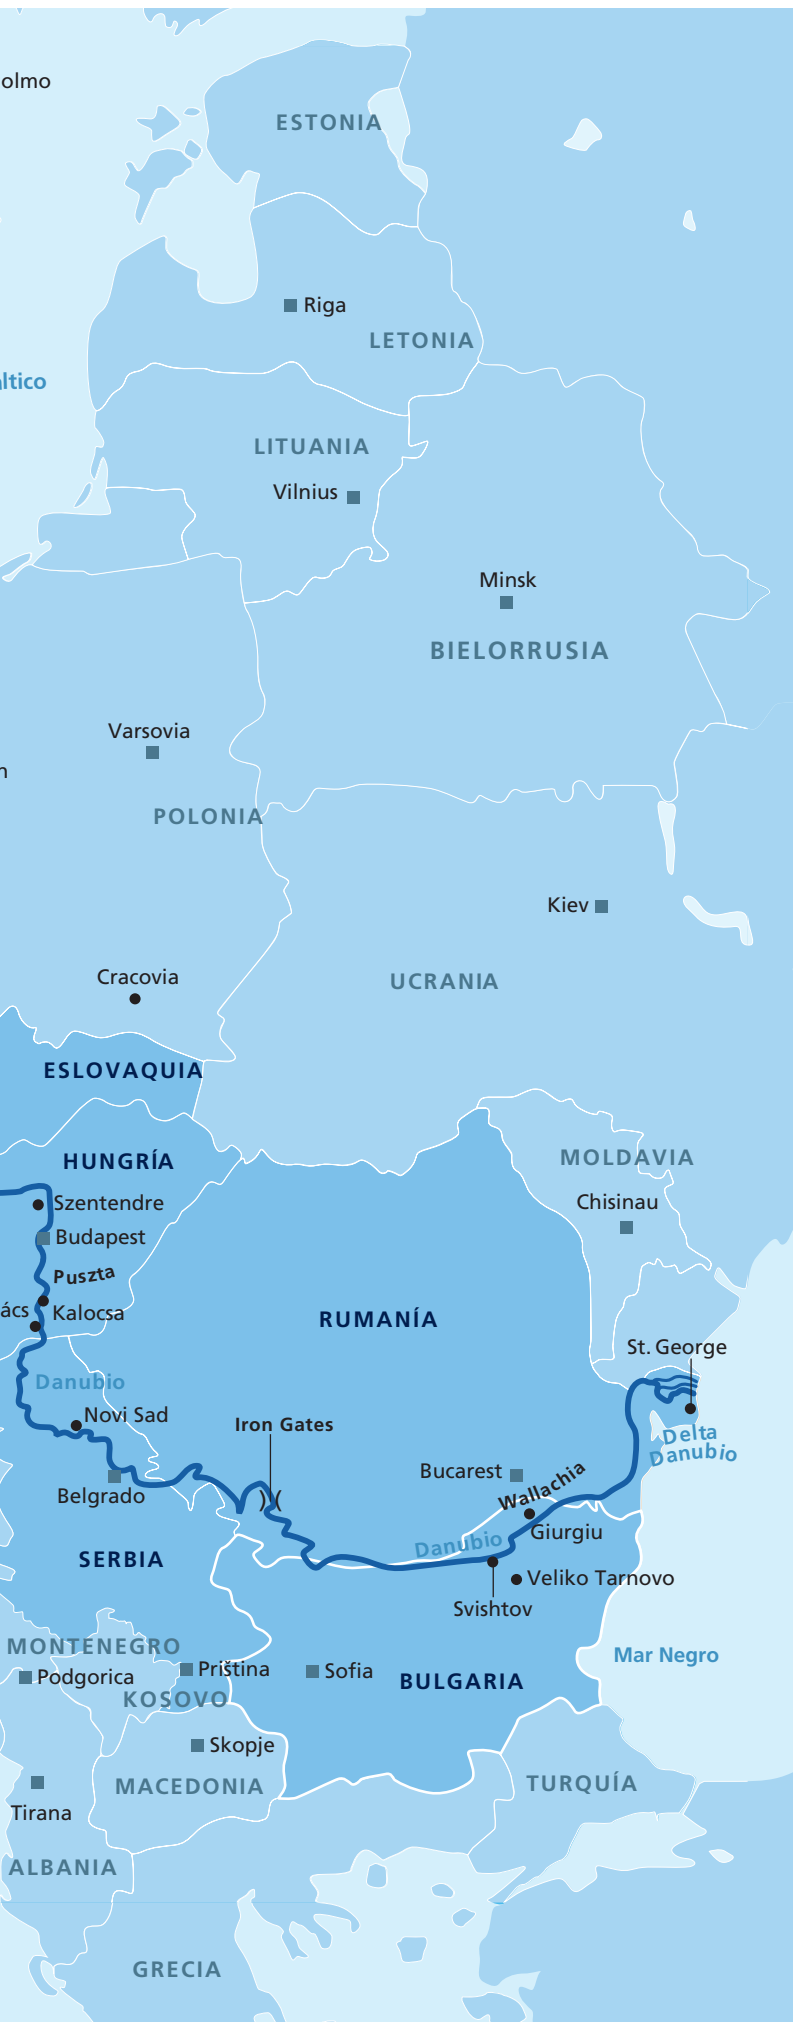 olmo
ESTONIA
Riga
LETONIA
ltico
LITUANIA
Vilnius
Minsk
BIELORRUSIA
Varsovia
POLONIA
Kiev
Cracovia
UCRANIA
ESLOVAQUIA
HUNGRÍA
MOLDAVIA
Szentendre
Chisinau
Budapest
Puszta
ács
Kalocsa
RUMANÍA
St. George
Danubio
Novi Sad
Iron Gates
Delta
Danubio
Bucarest
Wallachia
Belgrado
Giurgiu
Danubio
SERBIA
Veliko Tarnovo
Svishtov
MONTENEGRO
Mar Negro
Podgorica
Priština
Sofia
BULGARIA
KOSOVO
Skopje
MACEDONIA
TURQUÍA
Tirana
ALBANIA
GRECIA